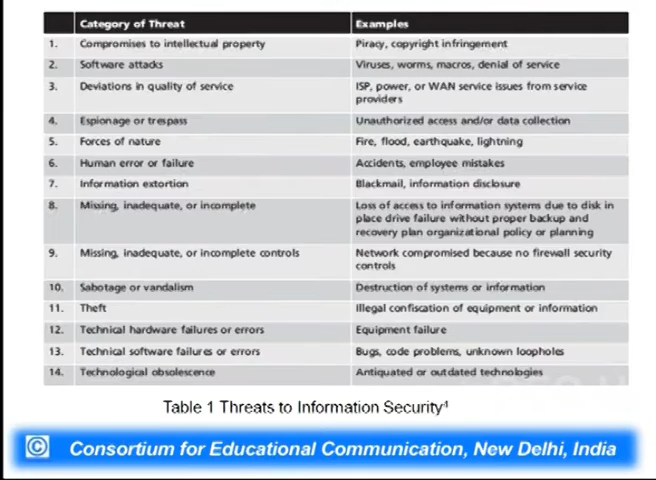 Category of Threat Examples
1. Compromises to intellectual property Piracy, copyright infringement
2. Software attacks Viruses, worms, macros, denial of service
3. Deviations in quality of service ISP, power, or WAN service issues from service
providers
4. Espionage or trespass Unauthorized access and/or data collection
5. Forces of nature Fire, flood, earthquake, lightning
6. Human error or failure Accidents, employee mistakes
7. Information extortion Blackmail, information disclosure
8. Missing, inadequate, or incomplete Loss of access to information systems due to disk in
place drive failure without proper backup and
recovery plan organizational policy or planning
9. Missing, inadequate, or incomplete controls Network compromised because no firewall security
controls
10. Sabotage or vandalism Destruction of systems or information
11. Theft Illegal confiscation of equipment or information
12. Technical hardware failures or errors Equipment failure
13. Technical software failures or errors Bugs, code problems, unknown loopholes
14. Technological obsolescence Antiquated or outdated technologies
Table 1 Threats to Information Security4
© Consortium for Educational Communication, New Delhi, India